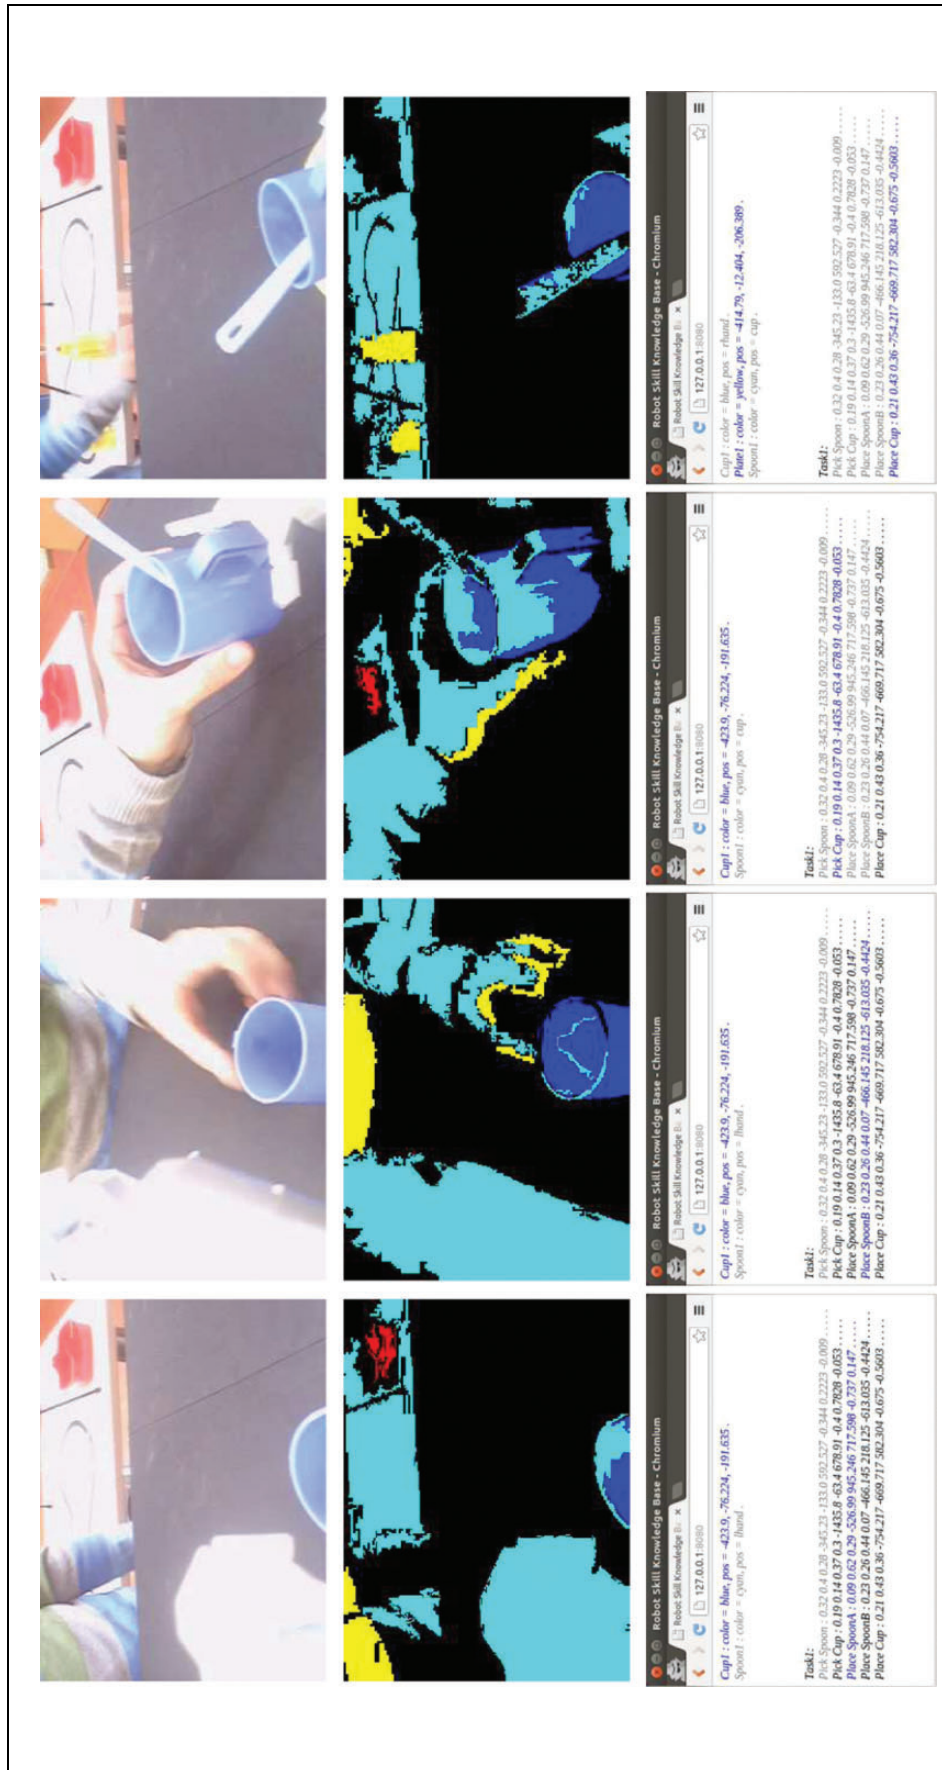 Robot Skill Knowledge Base - Chromium
Robot Skill Knowledge Ba ×
127.0.0.1:8080
Cup1 : color = blue, pos = -423.9, -76.224, -191.635 .
Spoon1 : color = cyan, pos = lhand .
Task1:
Pick Spoon : 0.32 0.4 0.28 -345.23 -133.0 592.527 -0.344 0.2223 -0.009 . . . . .
Pick Cup : 0.19 0.14 0.37 0.3 -1435.8 -63.4 678.91 -0.4 0.7828 -0.053 . . . . .
Place SpoonA : 0.09 0.62 0.29 -526.99 945.246 717.598 -0.737 0.147 . . . . .
Place SpoonB : 0.23 0.26 0.44 0.07 -466.145 218.125 -613.035 -0.4424 . . . . .
Place Cup : 0.21 0.43 0.36 -754.217 -669.717 582.304 -0.675 -0.5603 . . . . .
Robot Skill Knowledge Base - Chromium
Robot Skill Knowledge Ba ×
127.0.0.1:8080
Cup1 : color = blue, pos = -423.9, -76.224, -191.635 .
Spoon1 : color = cyan, pos = lhand .
Task1:
Pick Spoon : 0.32 0.4 0.28 -345.23 -133.0 592.527 -0.344 0.2223 -0.009 . . . . .
Pick Cup : 0.19 0.14 0.37 0.3 -1435.8 -63.4 678.91 -0.4 0.7828 -0.053 . . . . .
Place SpoonA : 0.09 0.62 0.29 -526.99 945.246 717.598 -0.737 0.147 . . . . .
Place SpoonB : 0.23 0.26 0.44 0.07 -466.145 218.125 -613.035 -0.4424 . . . . .
Place Cup : 0.21 0.43 0.36 -754.217 -669.717 582.304 -0.675 -0.5603 . . . . .
Robot Skill Knowledge Base - Chromium
Robot Skill Knowledge Ba ×
127.0.0.1:8080
Cup1 : color = blue, pos = -423.9, -76.224, -191.635 .
Spoon1 : color = cyan, pos = cup .
Task1:
Pick Spoon : 0.32 0.4 0.28 -345.23 -133.0 592.527 -0.344 0.2223 -0.009 . . . . .
Pick Cup : 0.19 0.14 0.37 0.3 -1435.8 -63.4 678.91 -0.4 0.7828 -0.053 . . . . .
Place SpoonA : 0.09 0.62 0.29 -526.99 945.246 717.598 -0.737 0.147 . . . . .
Place SpoonB : 0.23 0.26 0.44 0.07 -466.145 218.125 -613.035 -0.4424 . . . . .
Place Cup : 0.21 0.43 0.36 -754.217 -669.717 582.304 -0.675 -0.5603 . . . . .
Robot Skill Knowledge Base - Chromium
Robot Skill Knowledge Ba ×
127.0.0.1:8080
Cup1 : color = blue, pos = rhand .
Plate1 : color = yellow, pos = -414.79, -12.404, -206.389 .
Spoon1 : color = cyan, pos = cup .
Task1:
Pick Spoon : 0.32 0.4 0.28 -345.23 -133.0 592.527 -0.344 0.2223 -0.009 . . . . .
Pick Cup : 0.19 0.14 0.37 0.3 -1435.8 -63.4 678.91 -0.4 0.7828 -0.053 . . . . .
Place SpoonA : 0.09 0.62 0.29 -526.99 945.246 717.598 -0.737 0.147 . . . . .
Place SpoonB : 0.23 0.26 0.44 0.07 -466.145 218.125 -613.035 -0.4424 . . . . .
Place Cup : 0.21 0.43 0.36 -754.217 -669.717 582.304 -0.675 -0.5603 . . . . .